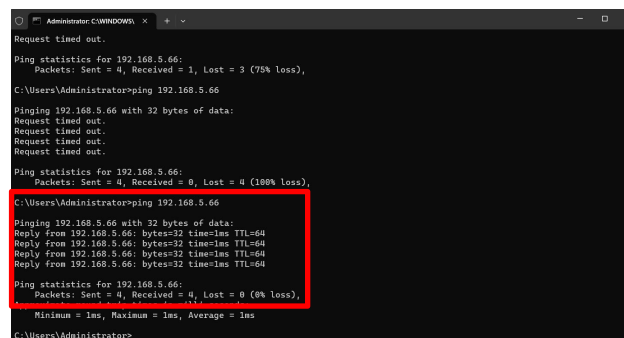 Administrator: C:\WINDOWS\
Request timed out.
Ping statistics for 192.168.5.66:
Packets: Sent = 4, Received = 1, Lost = 3 (75% loss),
C:\Users\Administrator>ping 192.168.5.66
Pinging 192.168.5.66 with 32 bytes of data:
Request timed out.
Request timed out.
Request timed out.
Request timed out.
Ping statistics for 192.168.5.66:
Packets: Sent = 4, Received = 0, Lost = 4 (100% loss),
C:\Users\Administrator>ping 192.168.5.66
Pinging 192.168.5.66 with 32 bytes of data:
Reply from 192.168.5.66: bytes=32 time=1ms TTL=64
Reply from 192.168.5.66: bytes=32 time=1ms TTL=64
Reply from 192.168.5.66: bytes=32 time=1ms TTL=64
Reply from 192.168.5.66: bytes=32 time=1ms TTL=64
Ping statistics for 192.168.5.66:
Packets: Sent = 4, Received = 4, Lost = 0 (0% loss),
Minimum = 1ms, Maximum = 1ms, Average = 1ms
C:\Users\Administrator>